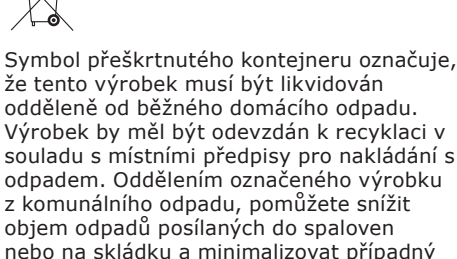 Symbol přeškrtnutého kontejneru označuje,
že tento výrobek musí být likvidován
odděleně od běžného domácího odpadu.
Výrobek by měl být odevzdán k recyklaci v
souladu s místními předpisy pro nakládání s
odpadem. Oddělením označeného výrobku
z komunálního odpadu, pomůžete snížit
objem odpadů posílaných do spaloven
nebo na skládku a minimalizovat případný